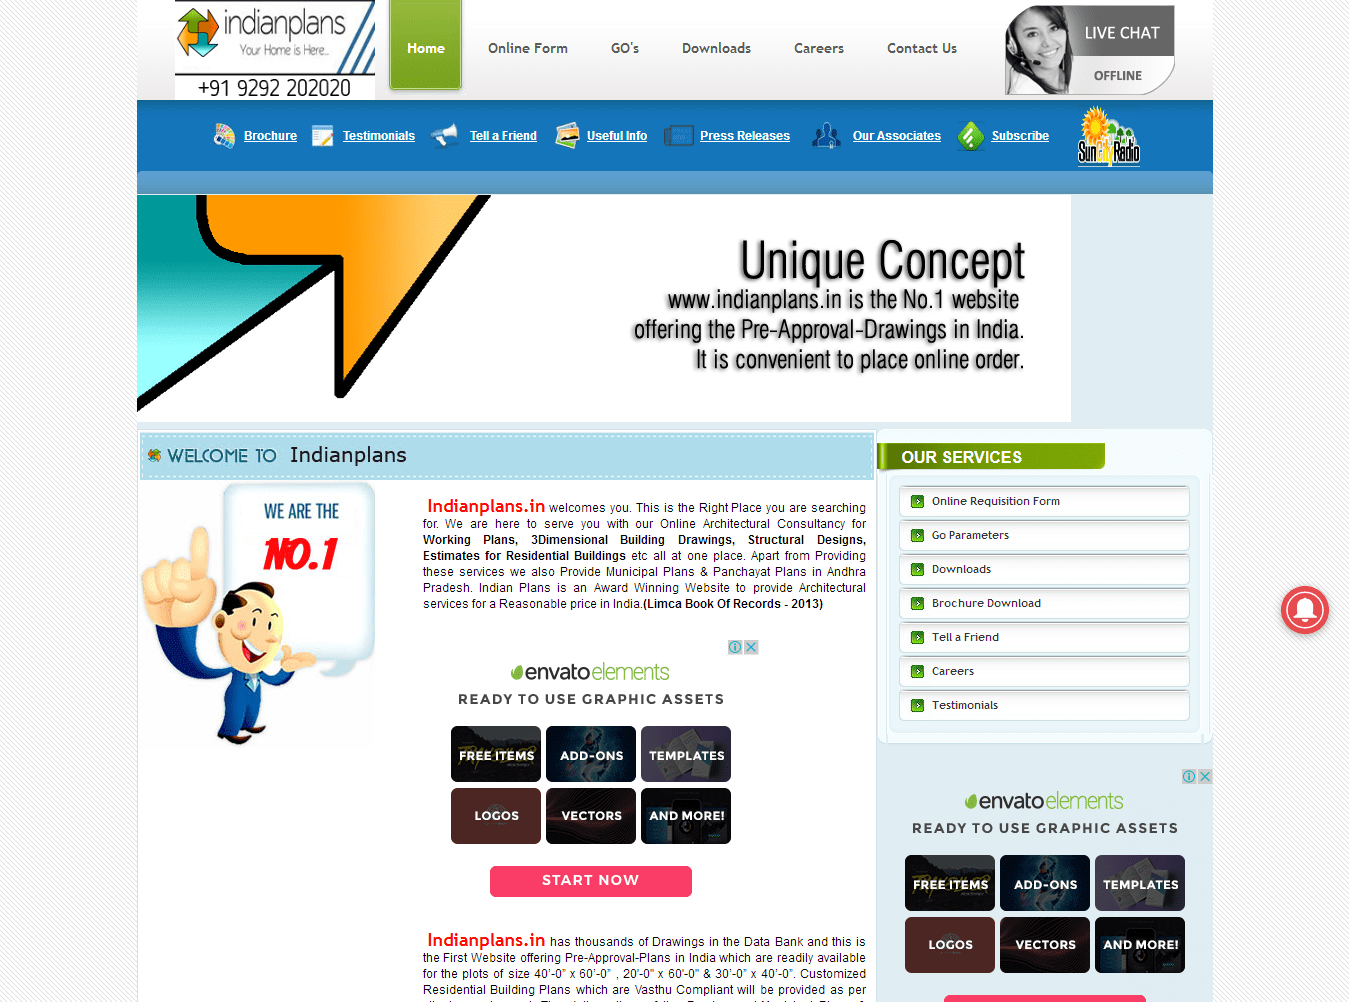 indianplans
Your Home is Here..
+91 9292 202020
Home
Online Form
GO's
Downloads
Careers
Contact Us
LIVE CHAT
OFFLINE
Brochure
Testimonials
Tell a Friend
Useful Info
Press Releases
Our Associates
Subscribe
Sun City Radio
Unique Concept
www.indianplans.in is the No.1 website
offering the Pre-Approval-Drawings in India.
It is convenient to place online order.
WELCOME TO Indianplans
WE ARE THE
NO.1
Indianplans.in welcomes you. This is the Right Place you are searching
for. We are here to serve you with our Online Architectural Consultancy for
Working Plans, 3Dimensional Building Drawings, Structural Designs,
Estimates for Residential Buildings etc all at one place. Apart from Providing
these services we also Provide Municipal Plans & Panchayat Plans in Andhra
Pradesh. Indian Plans is an Award Winning Website to provide Architectural
services for a Reasonable price in India.(Limca Book Of Records - 2013)
envatoelements
READY TO USE GRAPHIC ASSETS
FREE ITEMS
ADD-ONS
TEMPLATES
LOGOS
VECTORS
AND MORE!
START NOW
Indianplans.in has thousands of Drawings in the Data Bank and this is
the First Website offering Pre-Approval-Plans in India which are readily available
for the plots of size 40’-0” x 60’-0” , 20’-0” x 60’-0” & 30’-0” x 40’-0”. Customized
Residential Building Plans which are Vasthu Compliant will be provided as per
OUR SERVICES
Online Requisition Form
Go Parameters
Downloads
Brochure Download
Tell a Friend
Careers
Testimonials
envatoelements
READY TO USE GRAPHIC ASSETS
FREE ITEMS
ADD-ONS
TEMPLATES
LOGOS
VECTORS
AND MORE!